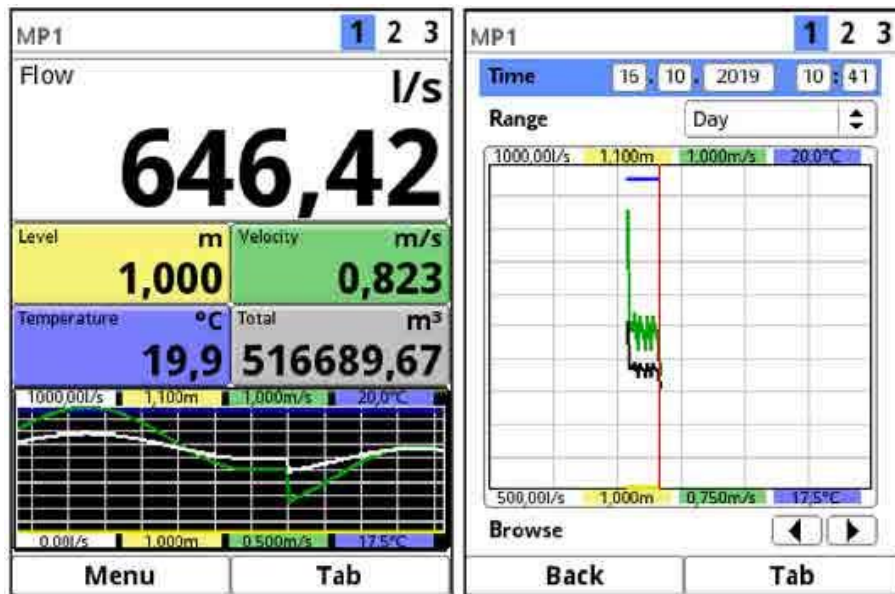 MP1 1 2 3
Flow l/s
646,42
Level m Velocity m/s
1,000 0,823
Temperature °C Total m³
19,9 516689,67
1000,00l/s 1,100m 1,000m/s 20,0°C
0,00l/s 1,000m 0,500m/s 17,5°C
Menu Tab
MP1 1 2 3
Time 16 . 10 . 2019 10 : 41
Range Day
1000,00l/s 1,100m 1,000m/s 20,0°C
500,00l/s 1,000m 0,750m/s 17,5°C
Browse
Back Tab